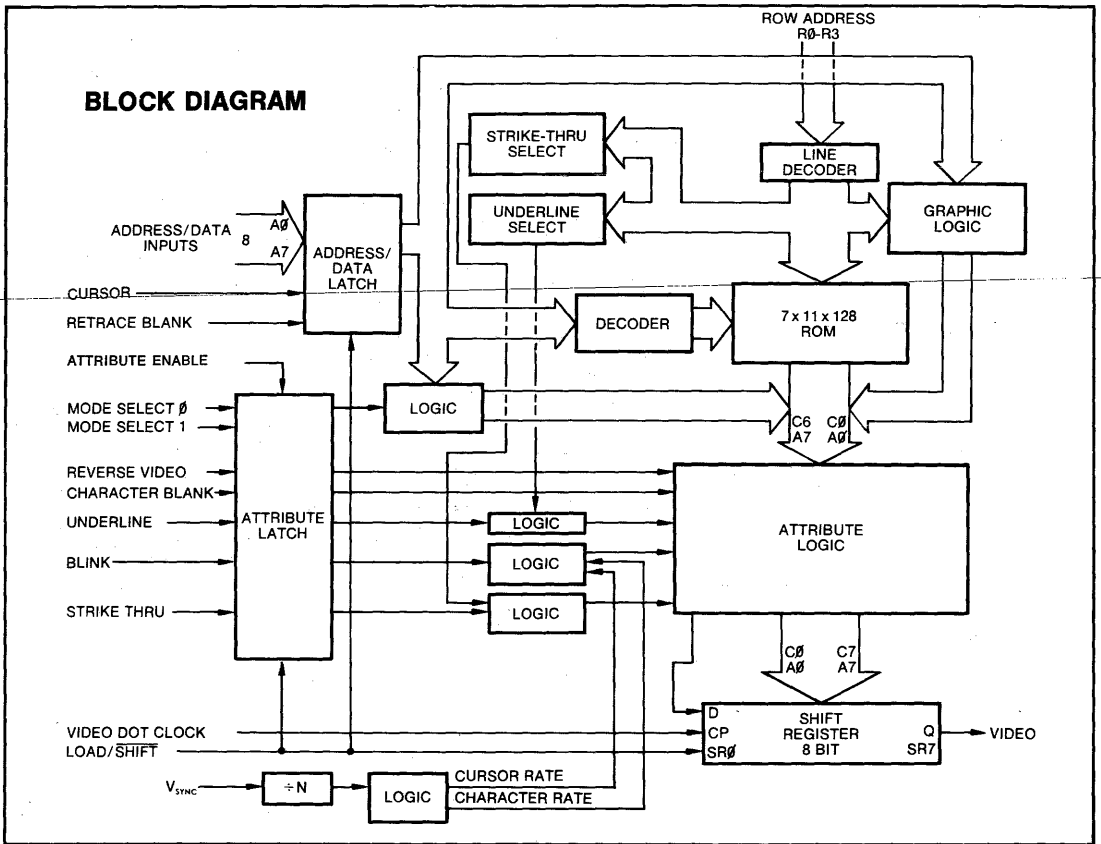 BLOCK DIAGRAM
ROW ADDRESS
RØ-R3
STRIKE-THRU
SELECT
LINE
DECODER
UNDERLINE
SELECT
GRAPHIC
LOGIC
ADDRESS/DATA
INPUTS
8
AØ
A7
ADDRESS/
DATA
LATCH
CURSOR
RETRACE BLANK
DECODER
7 x 11 x 128
ROM
ATTRIBUTE ENABLE
LOGIC
MODE SELECT Ø
MODE SELECT 1
C6
A7
CØ
AØ
REVERSE VIDEO
CHARACTER BLANK
UNDERLINE
BLINK
STRIKE THRU
ATTRIBUTE
LATCH
LOGIC
LOGIC
LOGIC
ATTRIBUTE
LOGIC
CØ
AØ
C7
A7
VIDEO DOT CLOCK
LOAD/S̅H̅I̅F̅T̅
D
CP
SRØ
SHIFT
REGISTER
8 BIT
Q
SR7
VIDEO
VSYNC
÷N
LOGIC
CURSOR RATE
CHARACTER RATE